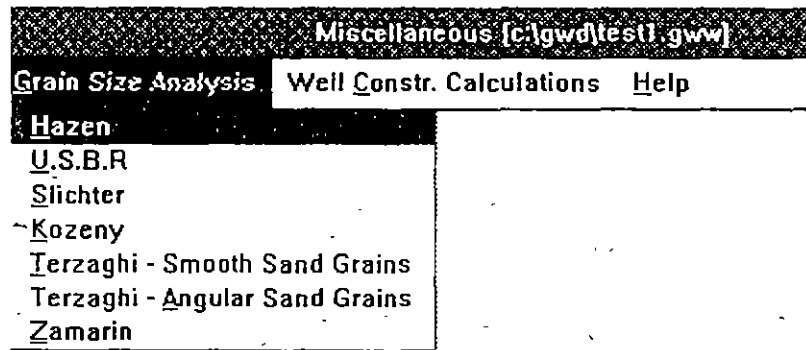 Miscellaneous [c:\gwd\test1.gww]
Grain Size Analysis Well Constr. Calculations Help
Hazen
U.S.B.R
Slichter
Kozeny
Terzaghi - Smooth Sand Grains
Terzaghi - Angular Sand Grains
Zamarin